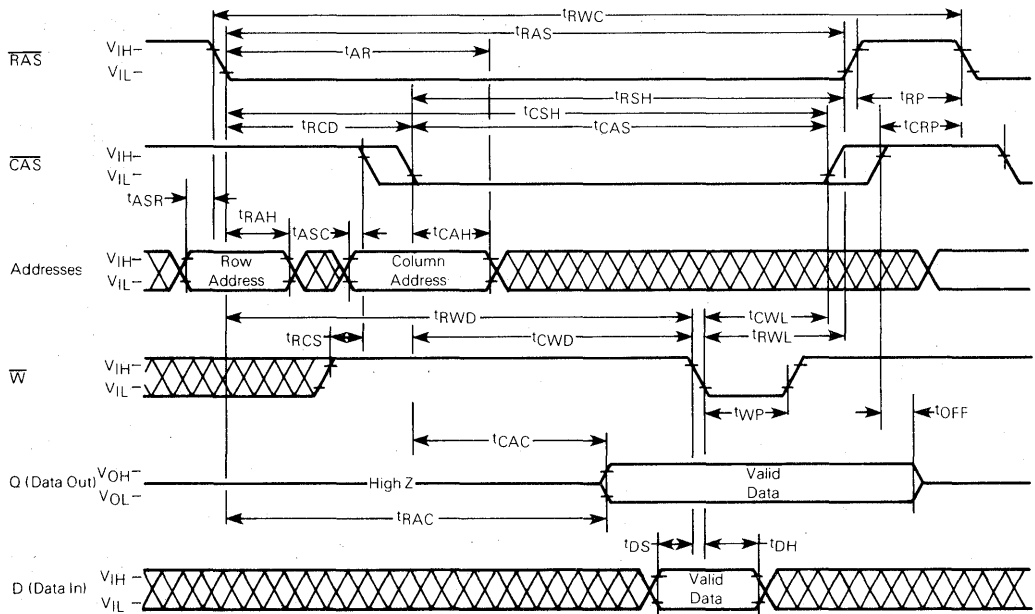 tRWC
tRAS
tAR
RAS
VIH
VIL
tRSH
tRP
tCSH
tRCD
tCAS
tCRP
CAS
VIH
VIL
tASR
tRAH
tASC
tCAH
Addresses
VIH
VIL
Row
Address
Column
Address
tRWD
tCWL
tRCS
tCWD
tRWL
W
VIH
VIL
tWP
tOFF
tCAC
Q (Data Out)
VOH
VOL
High Z
Valid
Data
tRAC
tDS
tDH
D (Data In)
VIH
VIL
Valid
Data